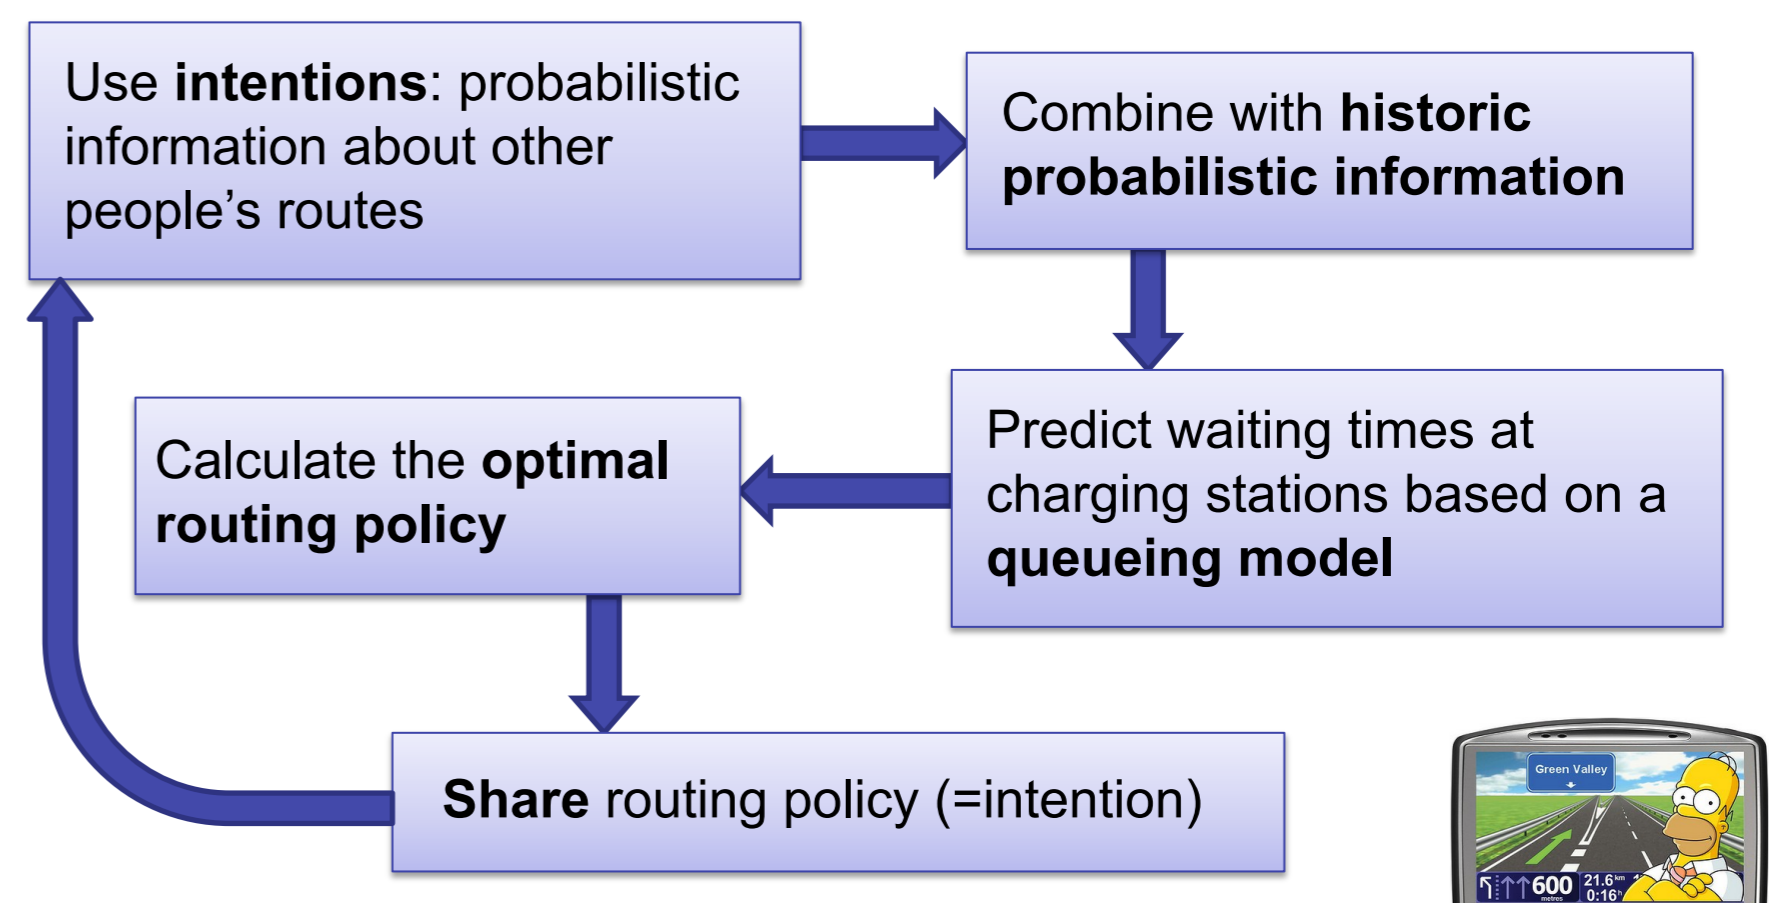 Use intentions: probabilistic
information about other
people’s routes
Combine with historic
probabilistic information
Predict waiting times at
charging stations based on a
queueing model
Calculate the optimal
routing policy
Share routing policy (=intention)
Green Valley
600
metres
21.6 km
0:16 h